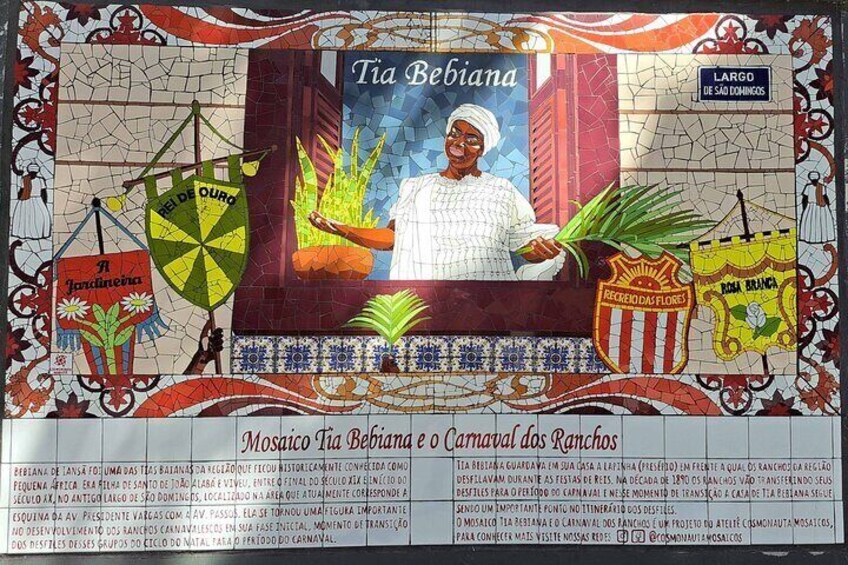 Tia Bebiana
LARGO
DE SÃO DOMINGOS
REI DE OURO
A
Jardineira
RECREIO DAS FLORES
ROSA BRANCA
Mosaico Tia Bebiana e o Carnaval dos Ranchos
BEBIANA DE IANSÃ FOI UMA DAS TIAS BAIANAS DA REGIÃO QUE FICOU HISTORICAMENTE CONHECIDA COMO
PEQUENA ÁFRICA. ERA FILHA DE SANTO DE JOÃO ALABÁ E VIVEU, ENTRE O FINAL DO SÉCULO XIX E INÍCIO DO
SÉCULO XX, NO ANTIGO LARGO DE SÃO DOMINGOS, LOCALIZADO NA ÁREA QUE ATUALMENTE CORRESPONDE A
ESQUINA DA AV. PRESIDENTE VARGAS COM A AV. PASSOS. ELA SE TORNOU UMA FIGURA IMPORTANTE
NO DESENVOLVIMENTO DOS RANCHOS CARNAVALESCOS EM SUA FASE INICIAL, MOMENTO DE TRANSIÇÃO
DOS DESFILES DESSES GRUPOS DO CICLO DO NATAL PARA O PERÍODO DO CARNAVAL.
TIA BEBIANA GUARDAVA EM SUA CASA A LAPINHA (PRESÉPIO) EM FRENTE A QUAL OS RANCHOS DA REGIÃO
DESFILAVAM DURANTE AS FESTAS DE REIS. NA DÉCADA DE 1890 OS RANCHOS VÃO TRANSFERINDO SEUS
DESFILES PARA O PERÍODO DO CARNAVAL E NESSE MOMENTO DE TRANSIÇÃO A CASA DE TIA BEBIANA SEGUE
SENDO UM IMPORTANTE PONTO NO ITINERÁRIO DOS DESFILES.
O MOSAICO TIA BEBIANA E O CARNAVAL DOS RANCHOS É UM PROJETO DO ATELIÊ COSMONAUTA MOSAICOS,
PARA CONHECER MAIS VISITE NOSSAS REDES @COSMONAUTAMOSAICOS